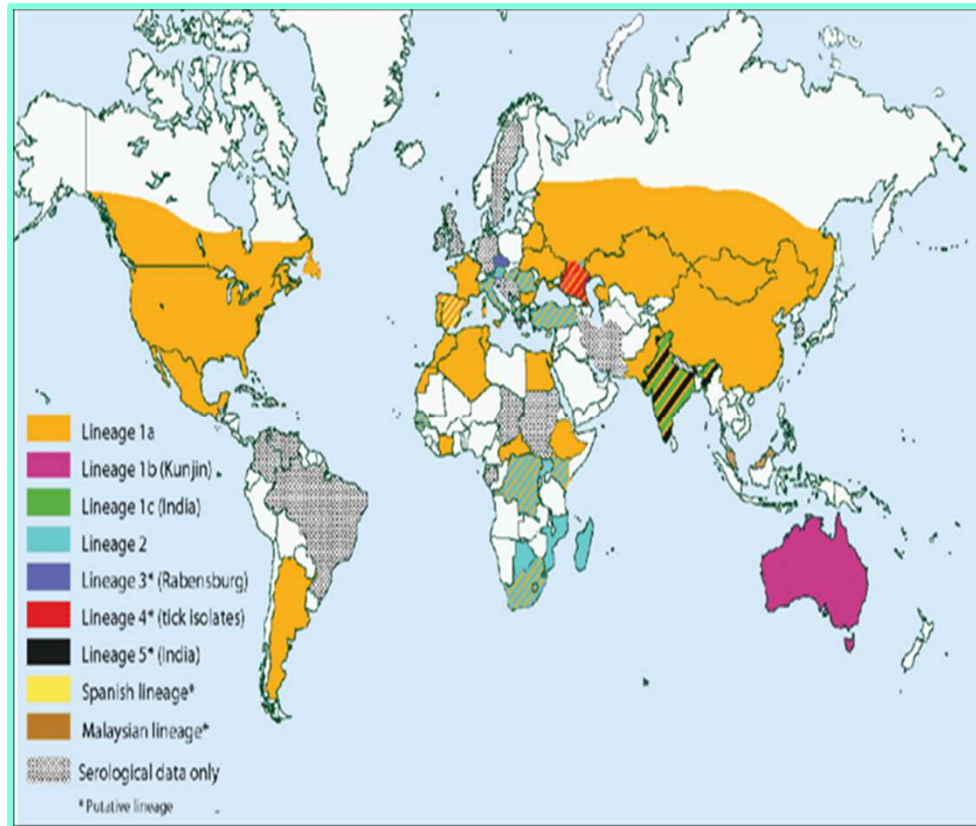 Lineage 1a
Lineage 1b (Kunjin)
Lineage 1c (India)
Lineage 2
Lineage 3* (Rabensburg)
Lineage 4* (tick isolates)
Lineage 5* (India)
Spanish lineage*
Malaysian lineage*
Serological data only
* Putative lineage